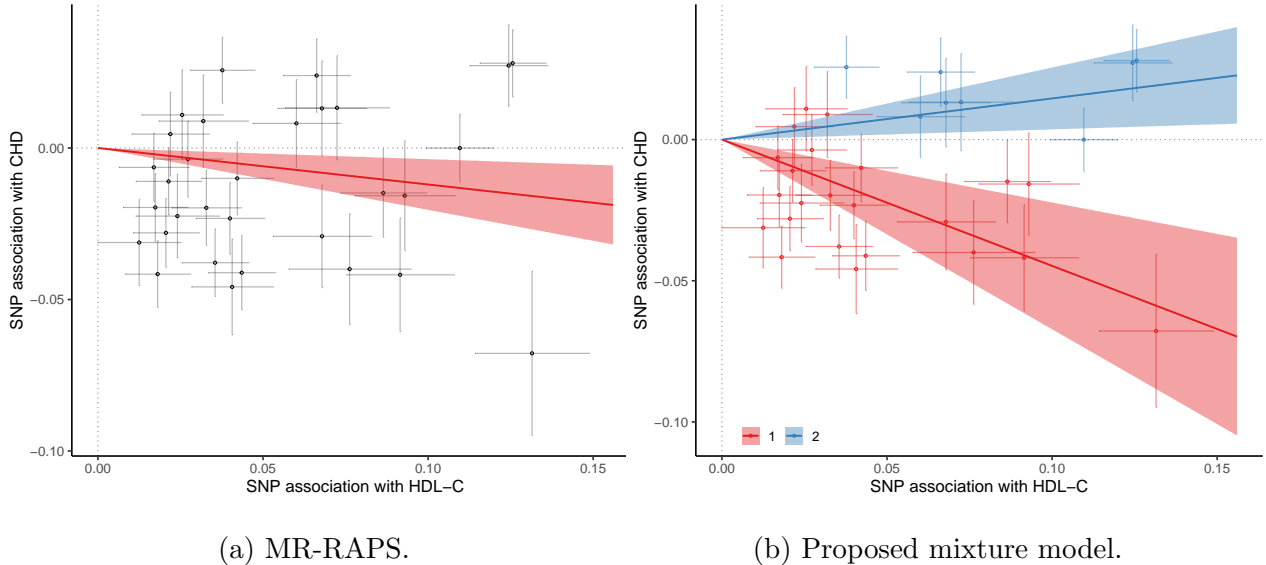 0.00
−0.05
−0.10
SNP association with CHD
0.00
0.05
0.10
0.15
SNP association with HDL−C
(a) MR-RAPS.
0.00
−0.05
−0.10
SNP association with CHD
1
2
0.00
0.05
0.10
0.15
SNP association with HDL−C
(b) Proposed mixture model.